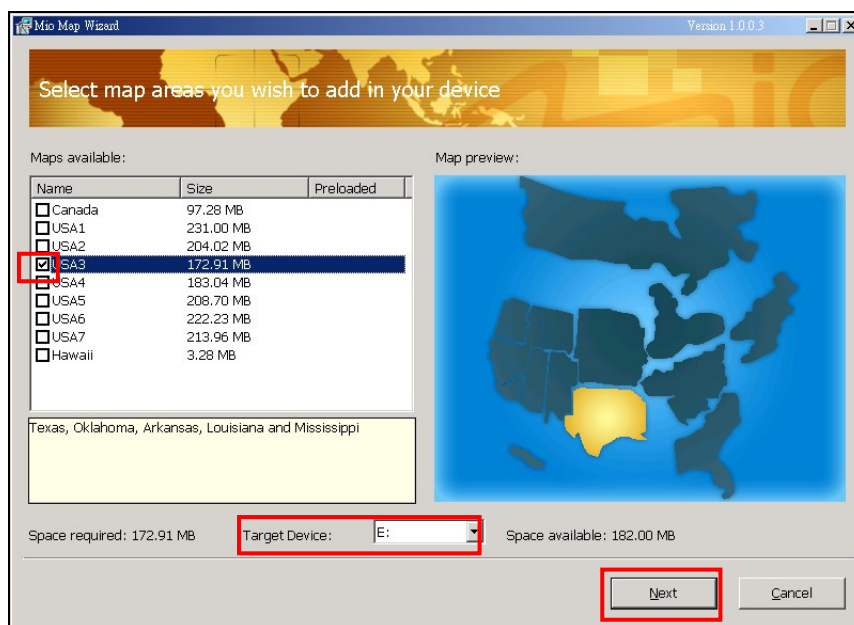 Mio Map Wizard Version 1.0.0.3
Select map areas you wish to add in your device
Maps available:
Map preview:
Name Size Preloaded
Canada 97.28 MB
USA1 231.00 MB
USA2 204.02 MB
USA3 172.91 MB
USA4 183.04 MB
USA5 208.70 MB
USA6 222.23 MB
USA7 213.96 MB
Hawaii 3.28 MB
Texas, Oklahoma, Arkansas, Louisiana and Mississippi
Space required: 172.91 MB Target Device: E: Space available: 182.00 MB
Next Cancel